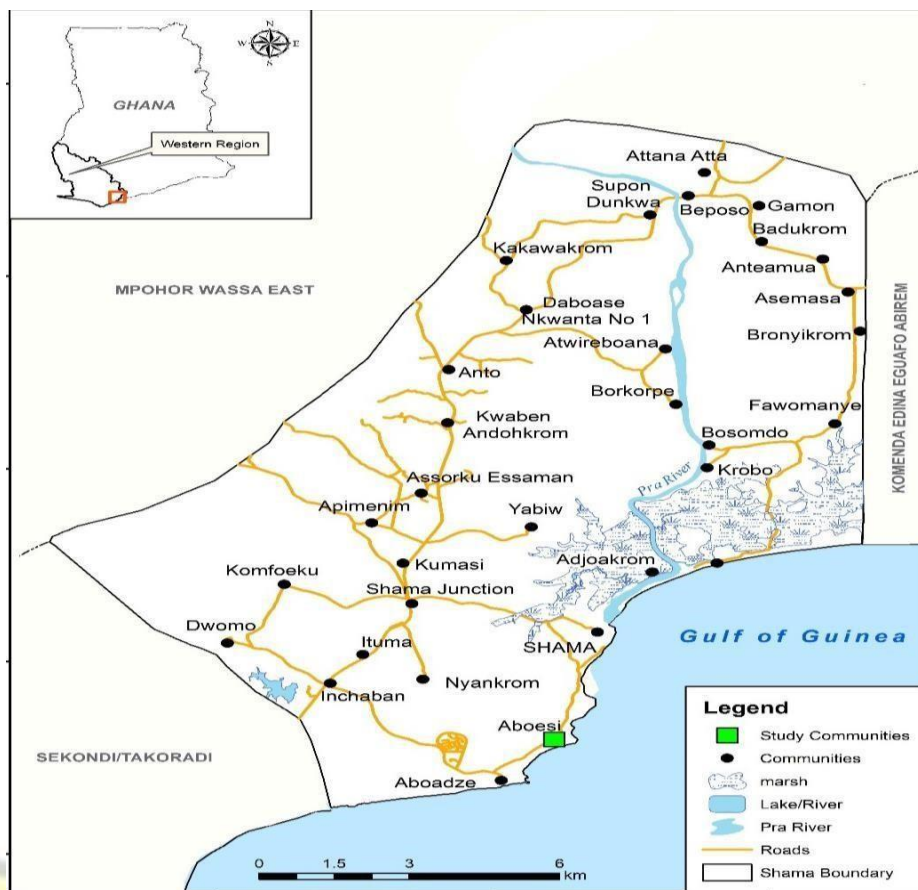 N
W E
S
GHANA
Western Region
Attana Atta
Supon
Dunkwa
Beposo
Gamon
Badukrom
Kakawakrom
Anteamua
MPOHOR WASSA EAST
Asemasa
Daboase
Nkwanta No 1
Bronyikrom
Atwireboana
Anto
Borkorpe
Fawomanye
KOMENDA EDINA EGUAFO ABIREM
Kwaben
Andohkrom
Bosomdo
Krobo
Pra River
Assorku Essaman
Apimenim
Yabiw
Kumasi
Adjoakrom
Komfoeku
Shama Junction
Dwomo
Ituma
SHAMA
Gulf of Guinea
Inchaban
Nyankrom
Aboesi
SEKONDI/TAKORADI
Aboadze
Legend
Study Communities
Communities
marsh
Lake/River
Pra River
Roads
Shama Boundary
0 1.5 3 6
km